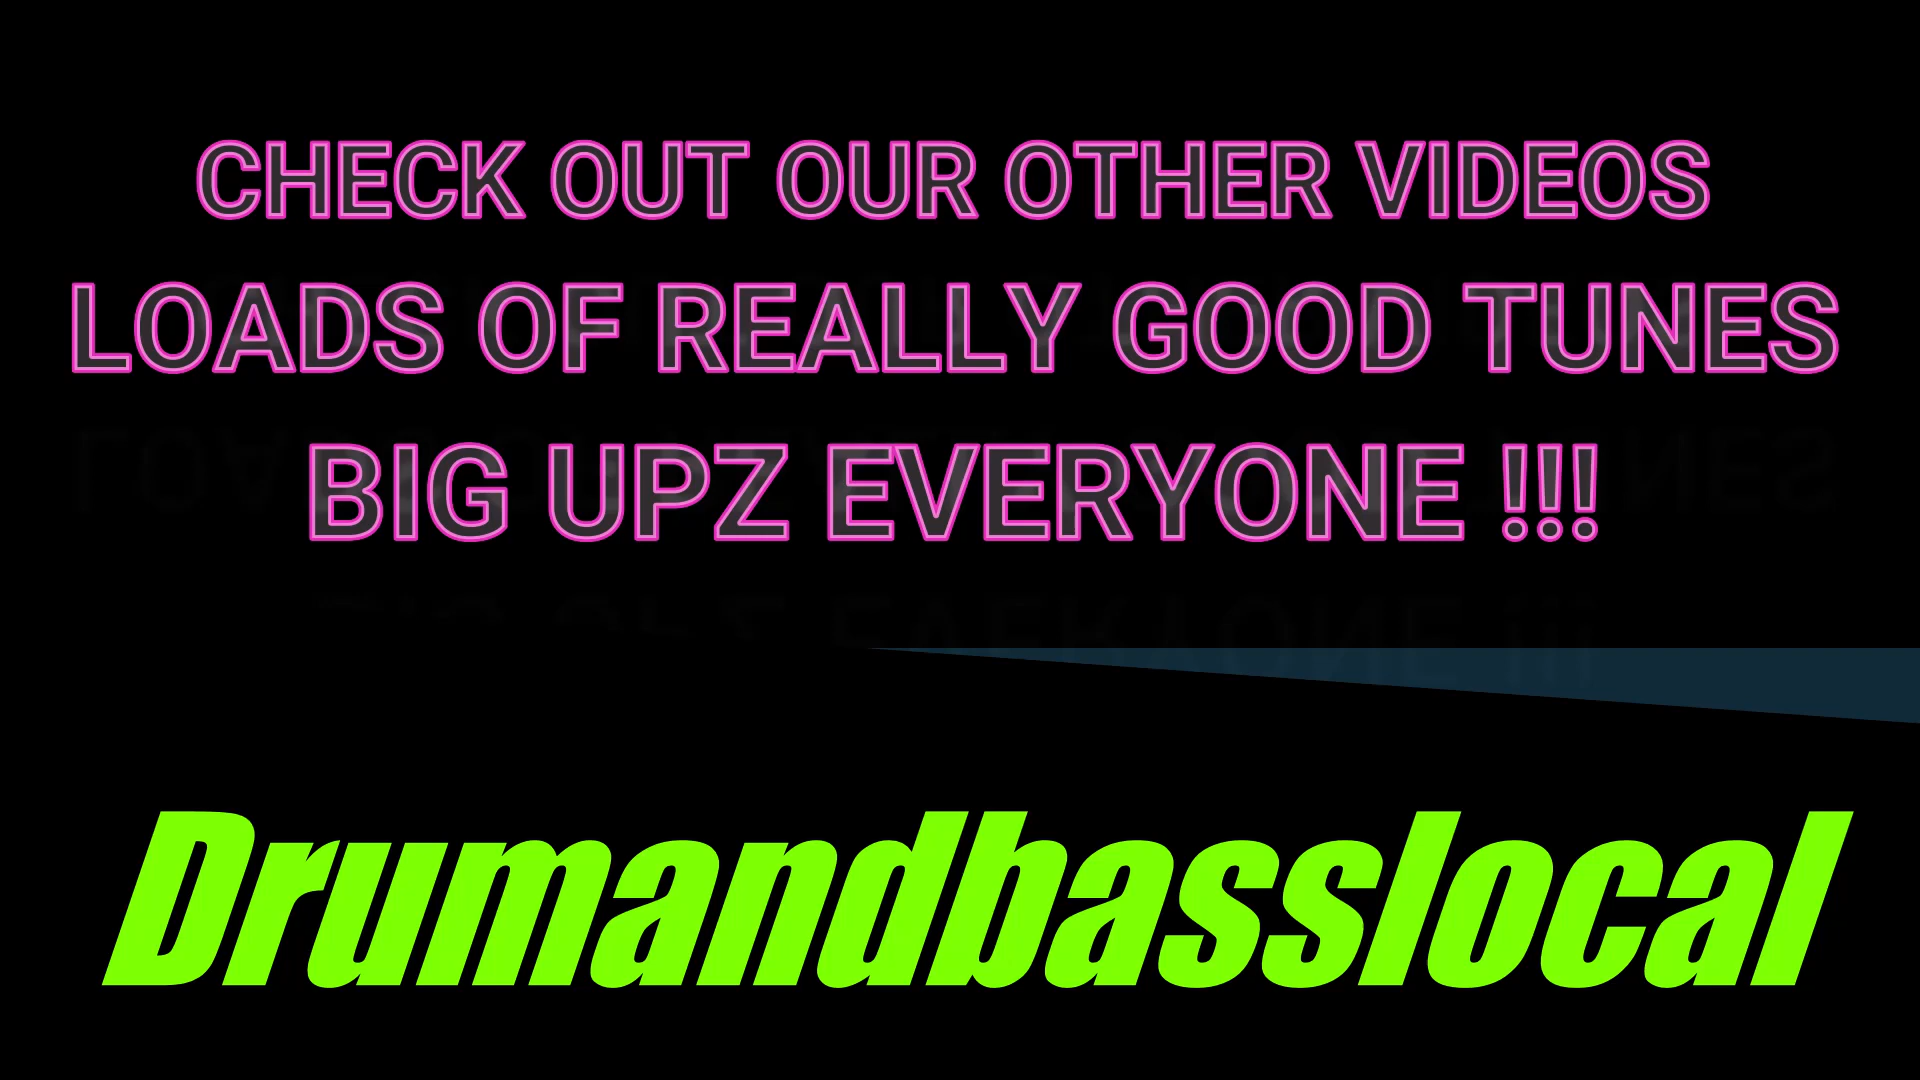 CHECK OUT OUR OTHER VIDEOS
LOADS OF REALLY GOOD TUNES
BIG UPZ EVERYONE !!!
Drumandbasslocal